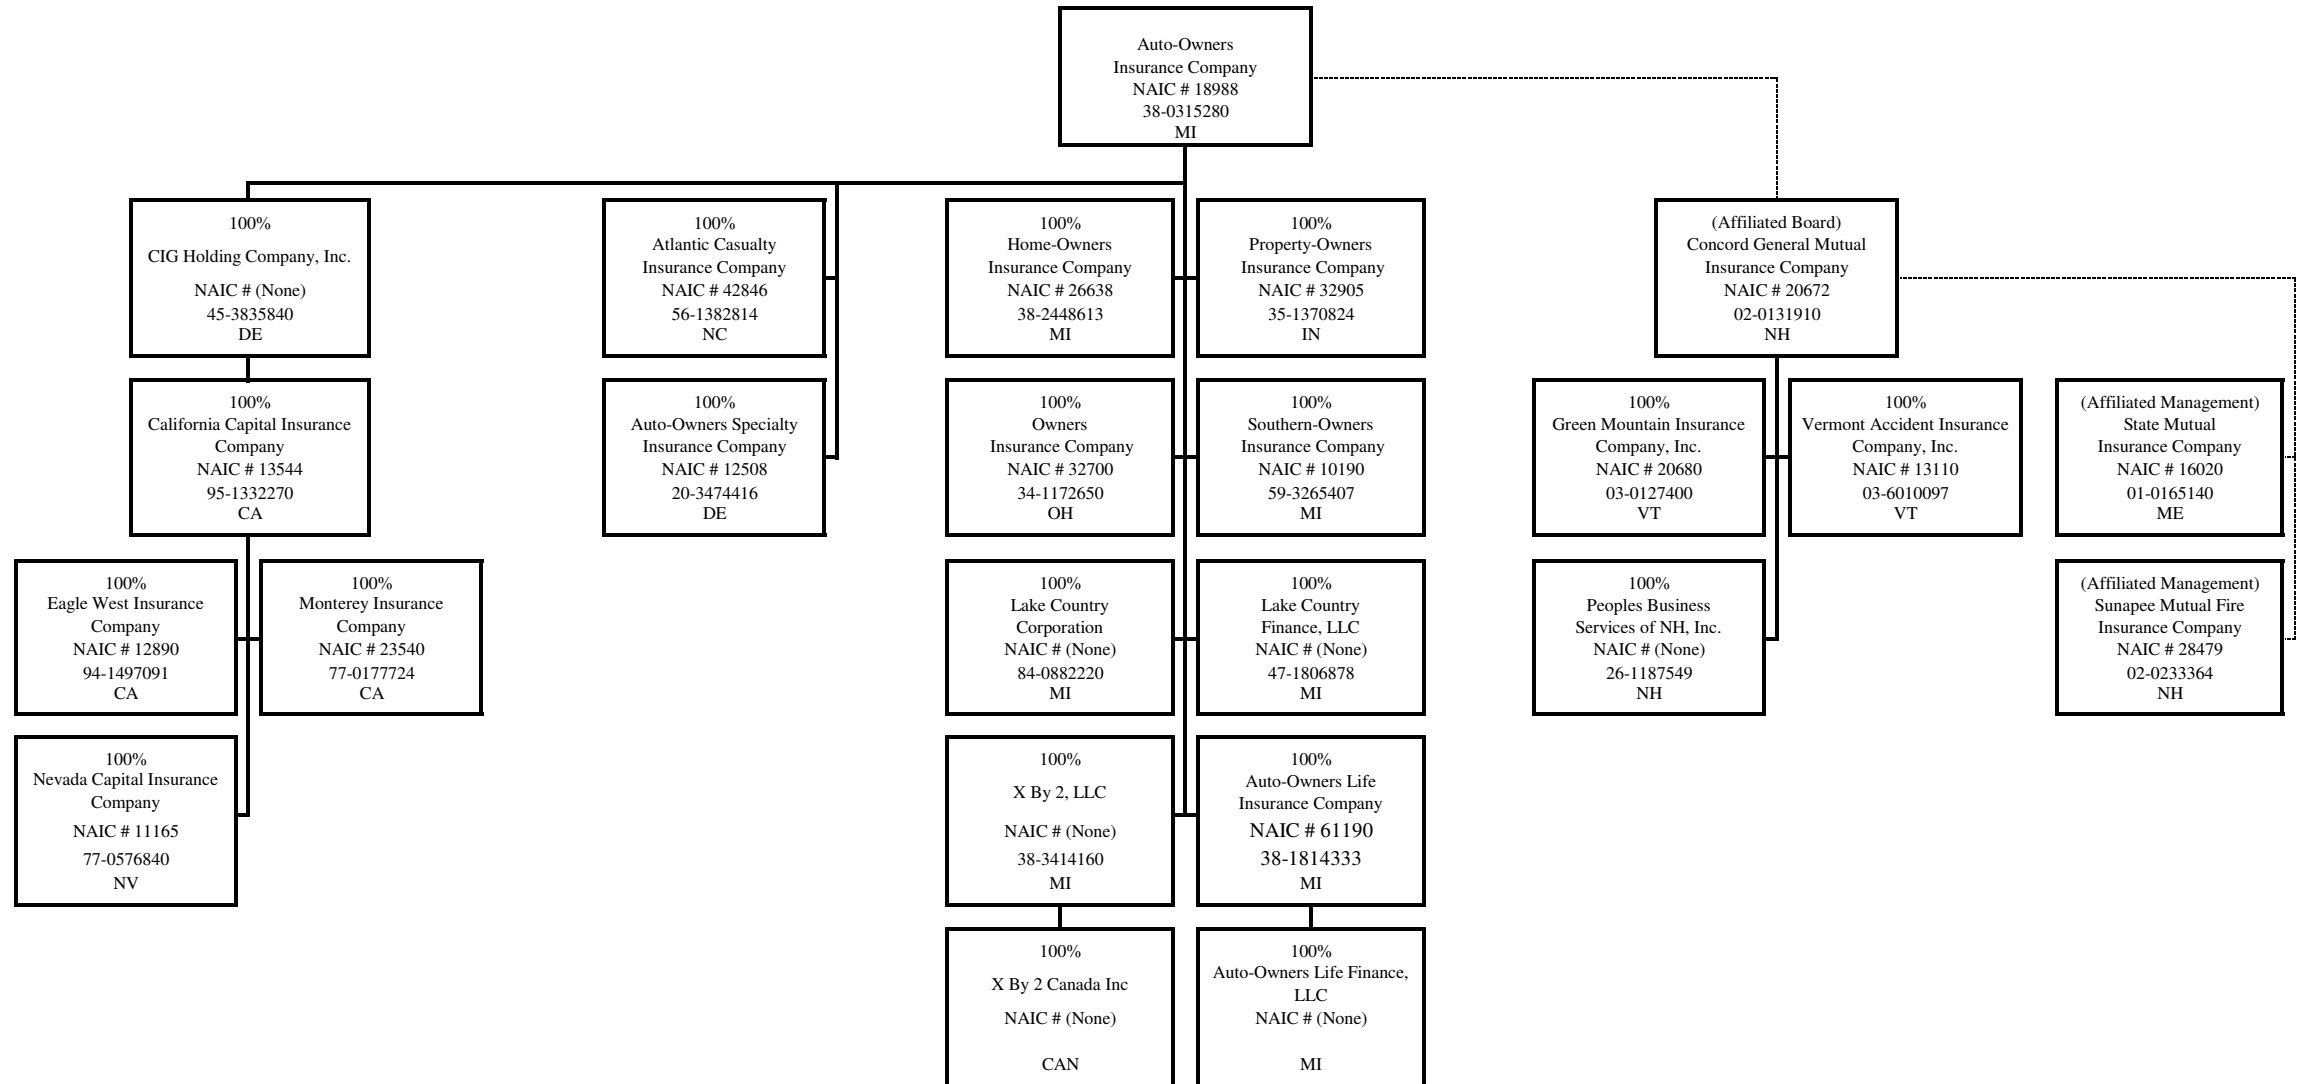 Auto-Owners
Insurance Company
NAIC # 18988
38-0315280
MI
100%
CIG Holding Company, Inc.
NAIC # (None)
45-3835840
DE
100%
Atlantic Casualty
Insurance Company
NAIC # 42846
56-1382814
NC
100%
Home-Owners
Insurance Company
NAIC # 26638
38-2448613
MI
100%
Property-Owners
Insurance Company
NAIC # 32905
35-1370824
IN
(Affiliated Board)
Concord General Mutual
Insurance Company
NAIC # 20672
02-0131910
NH
100%
California Capital Insurance
Company
NAIC # 13544
95-1332270
CA
100%
Auto-Owners Specialty
Insurance Company
NAIC # 12508
20-3474416
DE
100%
Owners
Insurance Company
NAIC # 32700
34-1172650
OH
100%
Southern-Owners
Insurance Company
NAIC # 10190
59-3265407
MI
100%
Green Mountain Insurance
Company, Inc.
NAIC # 20680
03-0127400
VT
100%
Vermont Accident Insurance
Company, Inc.
NAIC # 13110
03-6010097
VT
(Affiliated Management)
State Mutual
Insurance Company
NAIC # 16020
01-0165140
ME
100%
Eagle West Insurance
Company
NAIC # 12890
94-1497091
CA
100%
Monterey Insurance
Company
NAIC # 23540
77-0177724
CA
100%
Lake Country
Corporation
NAIC # (None)
84-0882220
MI
100%
Lake Country
Finance, LLC
NAIC # (None)
47-1806878
MI
100%
Peoples Business
Services of NH, Inc.
NAIC # (None)
26-1187549
NH
(Affiliated Management)
Sunapee Mutual Fire
Insurance Company
NAIC # 28479
02-0233364
NH
100%
Nevada Capital Insurance
Company
NAIC # 11165
77-0576840
NV
100%
X By 2, LLC
NAIC # (None)
38-3414160
MI
100%
Auto-Owners Life
Insurance Company
NAIC # 61190
38-1814333
MI
100%
X By 2 Canada Inc
NAIC # (None)
CAN
100%
Auto-Owners Life Finance,
LLC
NAIC # (None)
MI